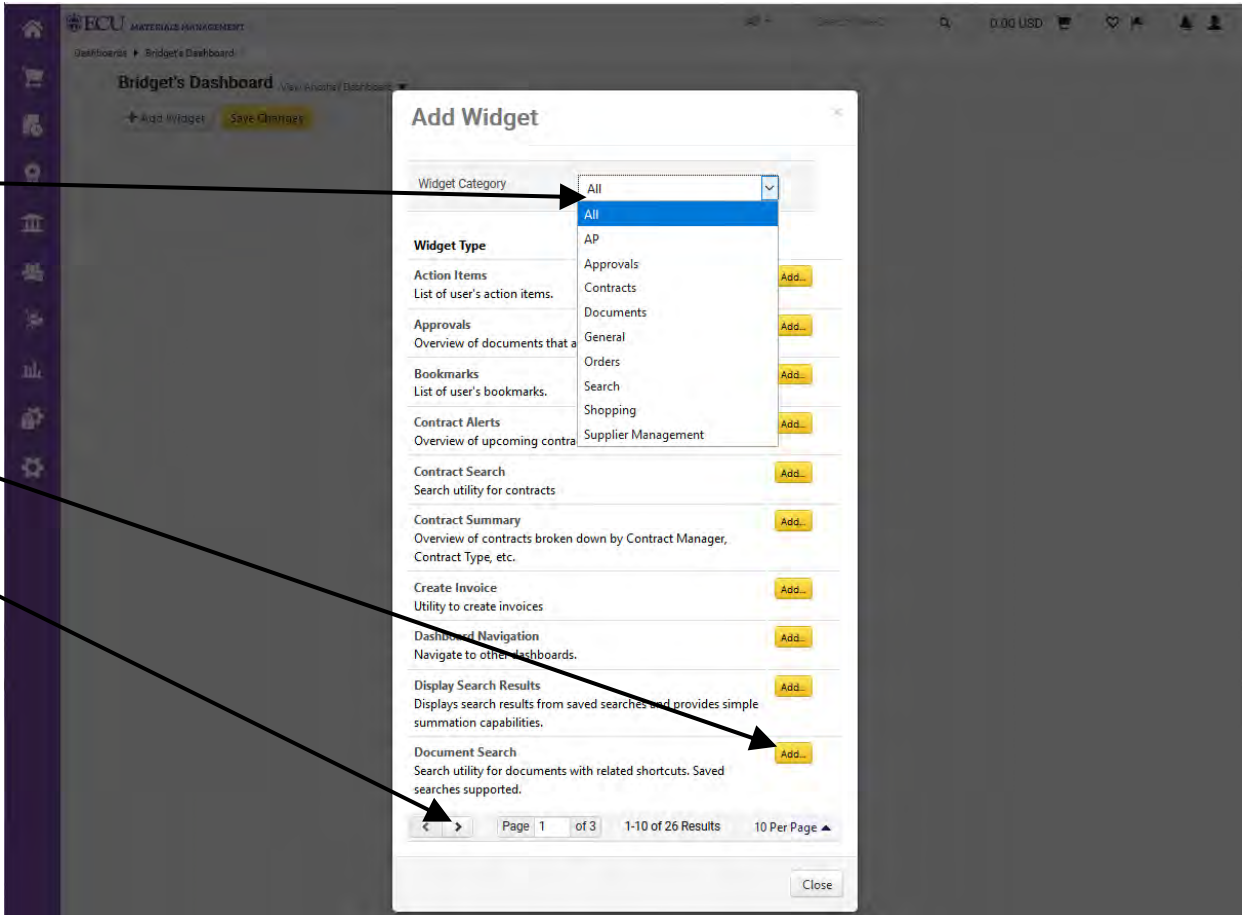 ECU MATERIALS MANAGEMENT
0.00 USD
Dashboards Bridget's Dashboard
Bridget's Dashboard View Another Dashboard
+ Add Widget Save Changes
Add Widget ×
Widget Category All
All
AP
Approvals
Contracts
Documents
General
Orders
Search
Shopping
Supplier Management
Widget Type
Action Items Add...
List of user's action items.
Approvals Add...
Overview of documents that a
Bookmarks Add...
List of user's bookmarks.
Contract Alerts Add...
Overview of upcoming contra
Contract Search Add...
Search utility for contracts
Contract Summary Add...
Overview of contracts broken down by Contract Manager,
Contract Type, etc.
Create Invoice Add...
Utility to create invoices
Dashboard Navigation Add...
Navigate to other dashboards.
Display Search Results Add...
Displays search results from saved searches and provides simple
summation capabilities.
Document Search Add...
Search utility for documents with related shortcuts. Saved
searches supported.
< > Page 1 of 3 1-10 of 26 Results 10 Per Page
Close